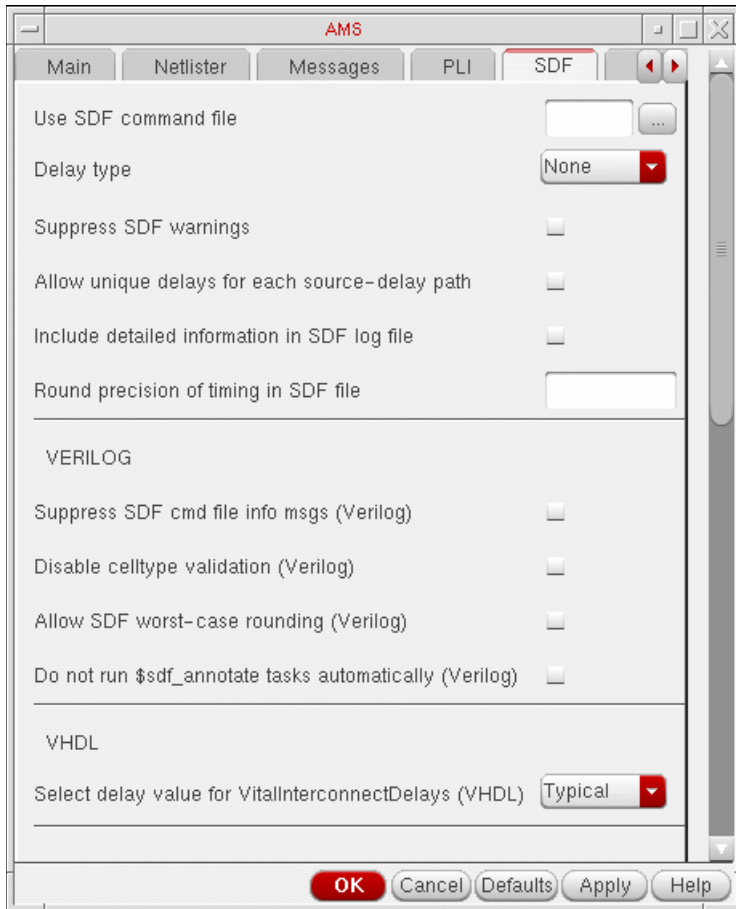 AMS
Main Netlister Messages PLI SDF
Use SDF command file ...
Delay type None
Suppress SDF warnings
Allow unique delays for each source-delay path
Include detailed information in SDF log file
Round precision of timing in SDF file
VERILOG
Suppress SDF cmd file info msgs (Verilog)
Disable celltype validation (Verilog)
Allow SDF worst-case rounding (Verilog)
Do not run $sdf_annotate tasks automatically (Verilog)
VHDL
Select delay value for VitalInterconnectDelays (VHDL) Typical
OK Cancel Defaults Apply Help